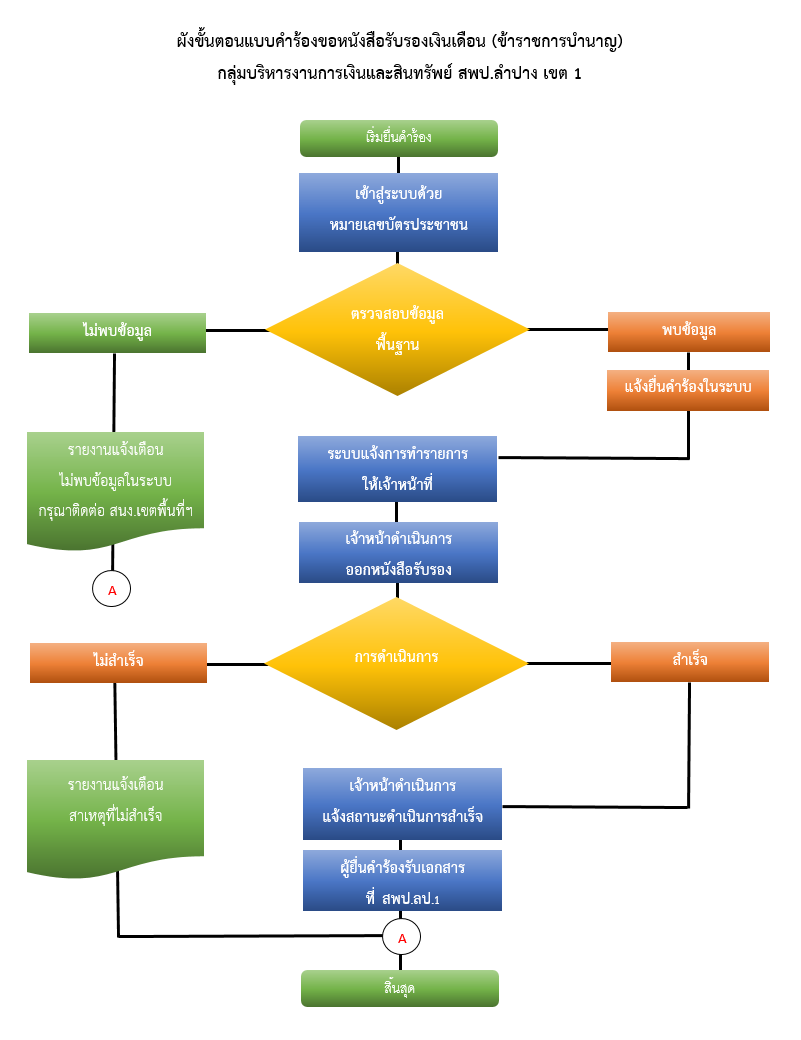 ผังขั้นตอนแบบคำร้องขอหนังสือรับรองเงินเดือน (ข้าราชการบำนาญ)
กลุ่มบริหารงานการเงินและสินทรัพย์ สพป.ลำปาง เขต 1
เริ่มยื่นคำร้อง
เข้าสู่ระบบด้วย
หมายเลขบัตรประชาชน
ตรวจสอบข้อมูล
พื้นฐาน
ไม่พบข้อมูล
พบข้อมูล
แจ้งยื่นคำร้องในระบบ
รายงานแจ้งเตือน
ไม่พบข้อมูลในระบบ
กรุณาติดต่อ สนง.เขตพื้นที่ฯ
A
ระบบแจ้งการทำรายการ
ให้เจ้าหน้าที่
เจ้าหน้าดำเนินการ
ออกหนังสือรับรอง
การดำเนินการ
ไม่สำเร็จ
สำเร็จ
รายงานแจ้งเตือน
สาเหตุที่ไม่สำเร็จ
เจ้าหน้าดำเนินการ
แจ้งสถานะดำเนินการสำเร็จ
ผู้ยื่นคำร้องรับเอกสาร
ที่ สพป.ลป.1
A
สิ้นสุด